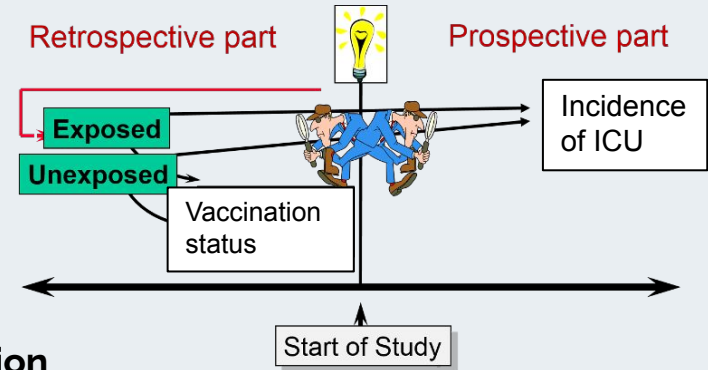 Retrospective part
Prospective part
Exposed
Unexposed
Incidence
of ICU
Vaccination
status
Start of Study